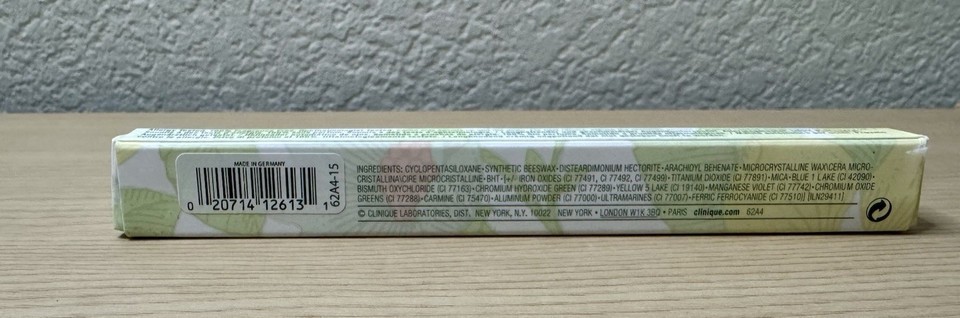 MADE IN GERMANY
0 20714 12613 1
62A4-15
INGREDIENTS: CYCLOPENTASILOXANE•SYNTHETIC BEESWAX•DISTEARDIMONIUM HECTORITE•ARACHIDYL BEHENATE•MICROCRYSTALLINE WAX\CERA MICRO-
CRISTALLINA\CIRE MICROCRISTALLINE•BHT•[+/- IRON OXIDES (CI 77491, CI 77492, CI 77499)•TITANIUM DIOXIDE (CI 77891)•MICA•BLUE 1 LAKE (CI 42090)•
BISMUTH OXYCHLORIDE (CI 77163)•CHROMIUM HYDROXIDE GREEN (CI 77289)•YELLOW 5 LAKE (CI 19140)•MANGANESE VIOLET (CI 77742)•CHROMIUM OXIDE
GREENS (CI 77288)•CARMINE (CI 75470)•ALUMINUM POWDER (CI 77000)•ULTRAMARINES (CI 77007)•FERRIC FERROCYANIDE (CI 77510)] [ILN29411]
© CLINIQUE LABORATORIES, DIST. NEW YORK, N.Y. 10022 NEW YORK • LONDON W1K 3BQ • PARIS clinique.com 62A4